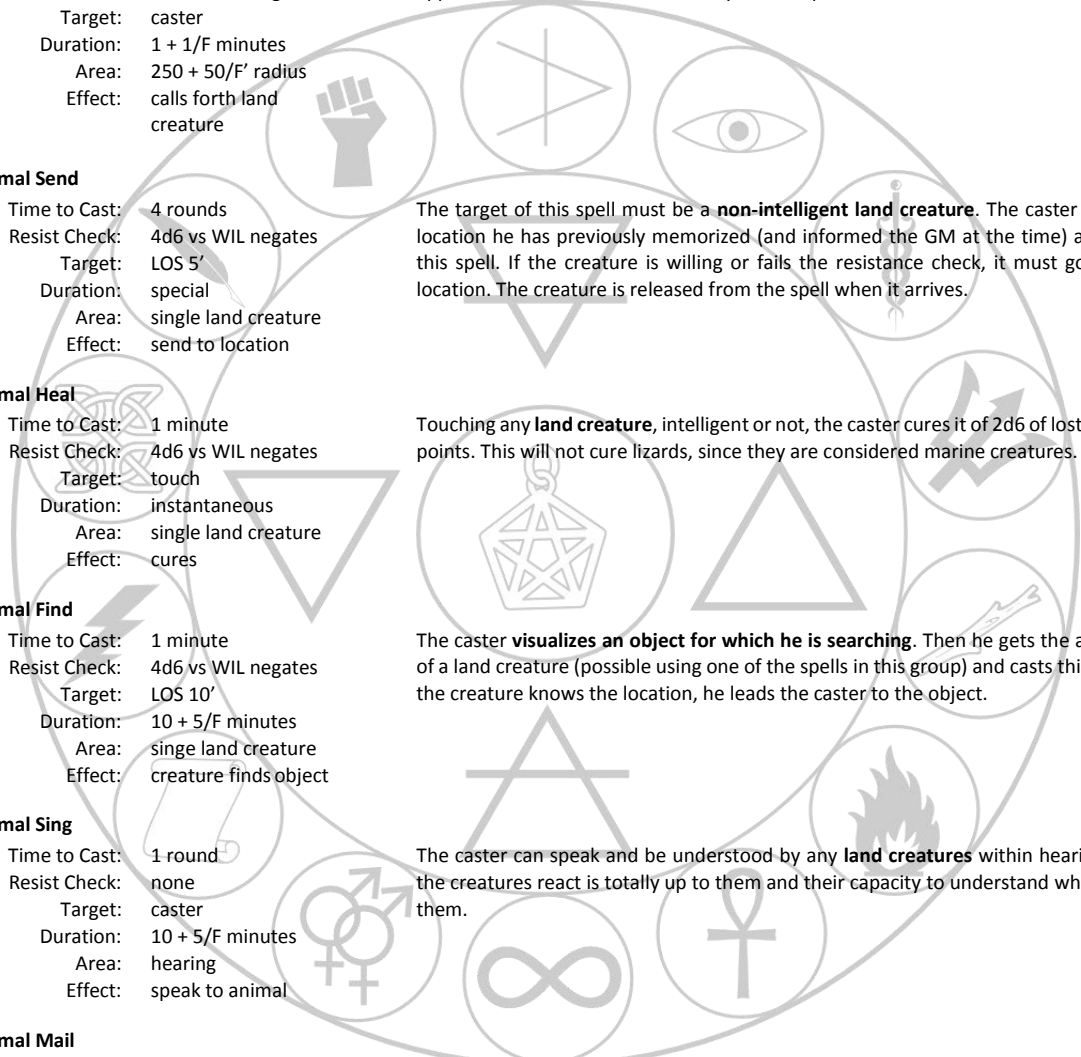 Target: caster
Duration: 1 + 1/F minutes
Area: 250 + 50/F’ radius
Effect: calls forth land
creature
mal Send
Time to Cast: 4 rounds
Resist Check: 4d6 vs WIL negates
Target: LOS 5’
Duration: special
Area: single land creature
Effect: send to location
The target of this spell must be a non-intelligent land creature. The caster
location he has previously memorized (and informed the GM at the time) a
this spell. If the creature is willing or fails the resistance check, it must go
location. The creature is released from the spell when it arrives.
mal Heal
Time to Cast: 1 minute
Resist Check: 4d6 vs WIL negates
Target: touch
Duration: instantaneous
Area: single land creature
Effect: cures
Touching any land creature, intelligent or not, the caster cures it of 2d6 of lost
points. This will not cure lizards, since they are considered marine creatures.
mal Find
Time to Cast: 1 minute
Resist Check: 4d6 vs WIL negates
Target: LOS 10’
Duration: 10 + 5/F minutes
Area: singe land creature
Effect: creature finds object
The caster visualizes an object for which he is searching. Then he gets the a
of a land creature (possible using one of the spells in this group) and casts thi
the creature knows the location, he leads the caster to the object.
mal Sing
Time to Cast: 1 round
Resist Check: none
Target: caster
Duration: 10 + 5/F minutes
Area: hearing
Effect: speak to animal
The caster can speak and be understood by any land creatures within heari
the creatures react is totally up to them and their capacity to understand wh
them.
mal Mail